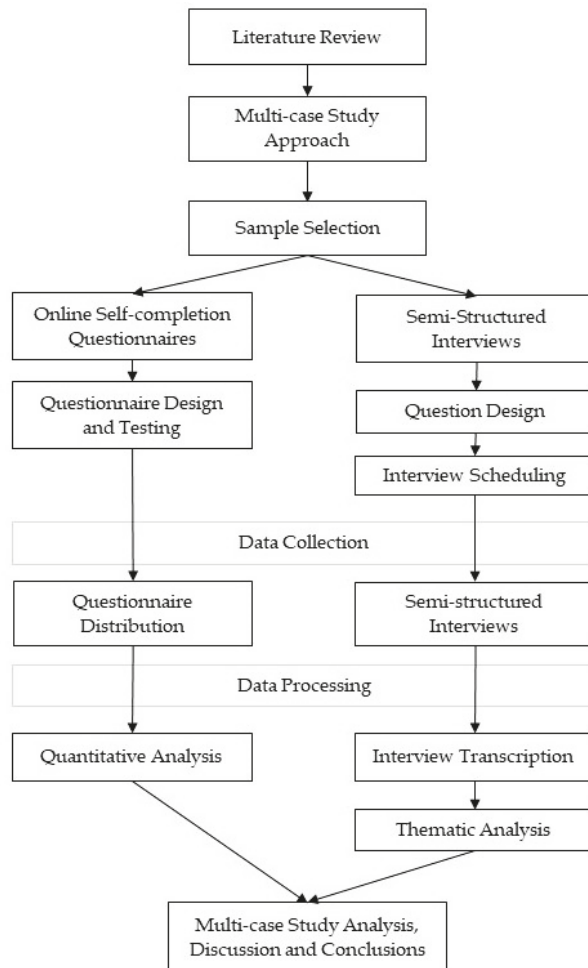 Literature Review
Multi-case Study
Approach
Sample Selection
Online Self-completion
Questionnaires
Semi-Structured
Interviews
Questionnaire Design
and Testing
Question Design
Interview Scheduling
Data Collection
Questionnaire
Distribution
Semi-structured
Interviews
Data Processing
Quantitative Analysis
Interview Transcription
Thematic Analysis
Multi-case Study Analysis,
Discussion and Conclusions